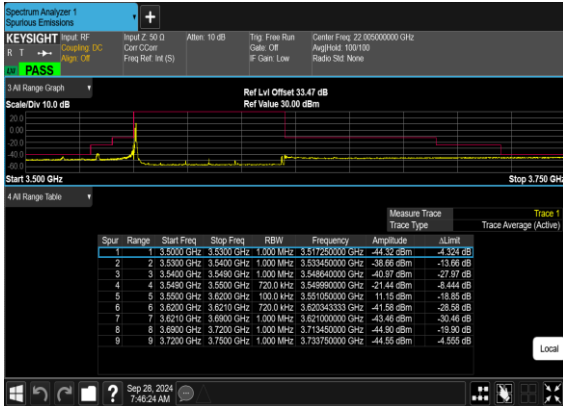 Spectrum Analyzer 1
Spurious Emissions
+
KEYSIGHT Input: RF Input Z: 50 Ω Atten: 10 dB Trig: Free Run Center Freq: 22.005000000 GHz
R T Coupling: DC Corr CCorr Gate: Off Avg|Hold: 100/100
Align: Off Freq Ref: Int (S) IF Gain: Low Radio Std: None
LV PASS
3 All Range Graph
Ref Lvl Offset 33.47 dB
Scale/Div 10.0 dB Ref Value 30.00 dBm
20.0
0.00
-20.0
-40.0
-60.0
Start 3.500 GHz Stop 3.750 GHz
4 All Range Table
Measure Trace Trace 1
Trace Type Trace Average (Active)
Spur Range Start Freq Stop Freq RBW Frequency Amplitude ΔLimit
1 1 3.5000 GHz 3.5300 GHz 1.000 MHz 3.517250000 GHz -44.32 dBm -4.324 dB
2 2 3.5300 GHz 3.5400 GHz 1.000 MHz 3.533450000 GHz -38.66 dBm -13.66 dB
3 3 3.5400 GHz 3.5490 GHz 1.000 MHz 3.548640000 GHz -40.97 dBm -27.97 dB
4 4 3.5490 GHz 3.5500 GHz 720.0 kHz 3.549990000 GHz -21.44 dBm -8.444 dB
5 5 3.5500 GHz 3.6200 GHz 100.0 kHz 3.551050000 GHz 11.15 dBm -18.85 dB
6 6 3.6200 GHz 3.6210 GHz 720.0 kHz 3.620343333 GHz -41.58 dBm -28.58 dB
7 7 3.6210 GHz 3.6900 GHz 1.000 MHz 3.621000000 GHz -43.46 dBm -30.46 dB
8 8 3.6900 GHz 3.7200 GHz 1.000 MHz 3.713450000 GHz -44.90 dBm -19.90 dB
9 9 3.7200 GHz 3.7500 GHz 1.000 MHz 3.733750000 GHz -44.55 dBm -4.555 dB
Local
? Sep 28, 2024
7:46:24 AM